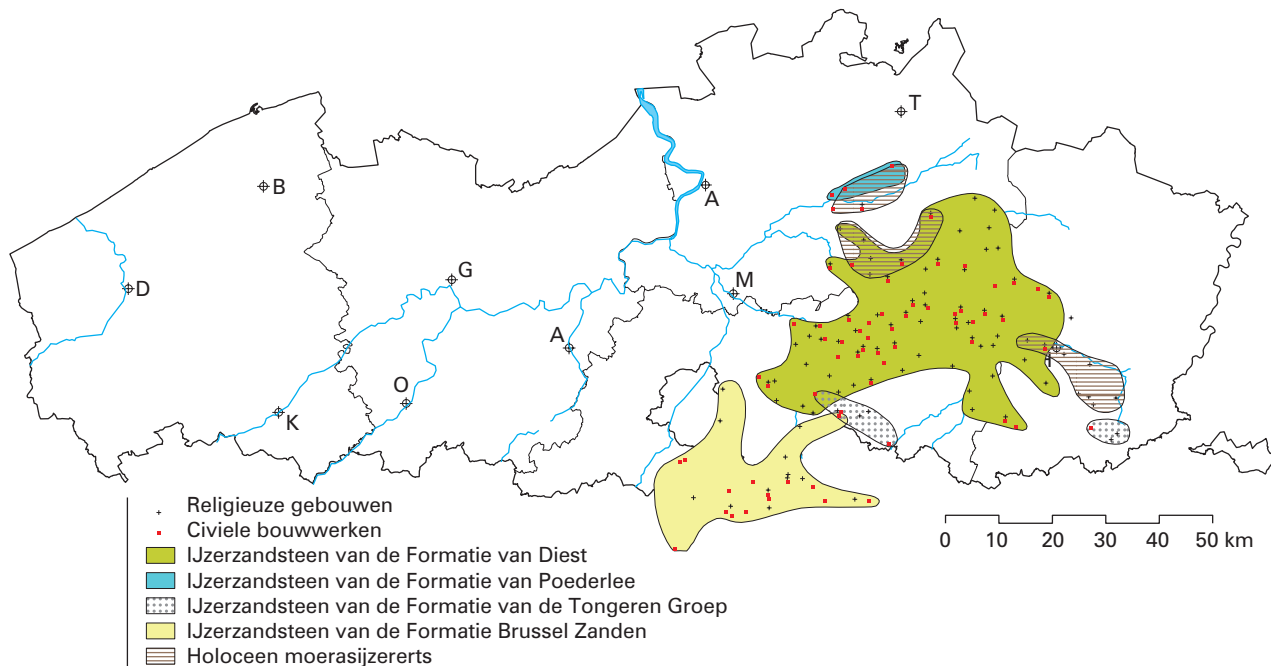 T
B
A
G
D
M
A
O
K
Religieuze gebouwen
Civiele bouwwerken
IJzerzandsteen van de Formatie van Diest
IJzerzandsteen van de Formatie van Poederlee
IJzerzandsteen van de Formatie van de Tongeren Groep
IJzerzandsteen van de Formatie Brussel Zanden
Holoceen moerasijzererts
0 10 20 30 40 50 km